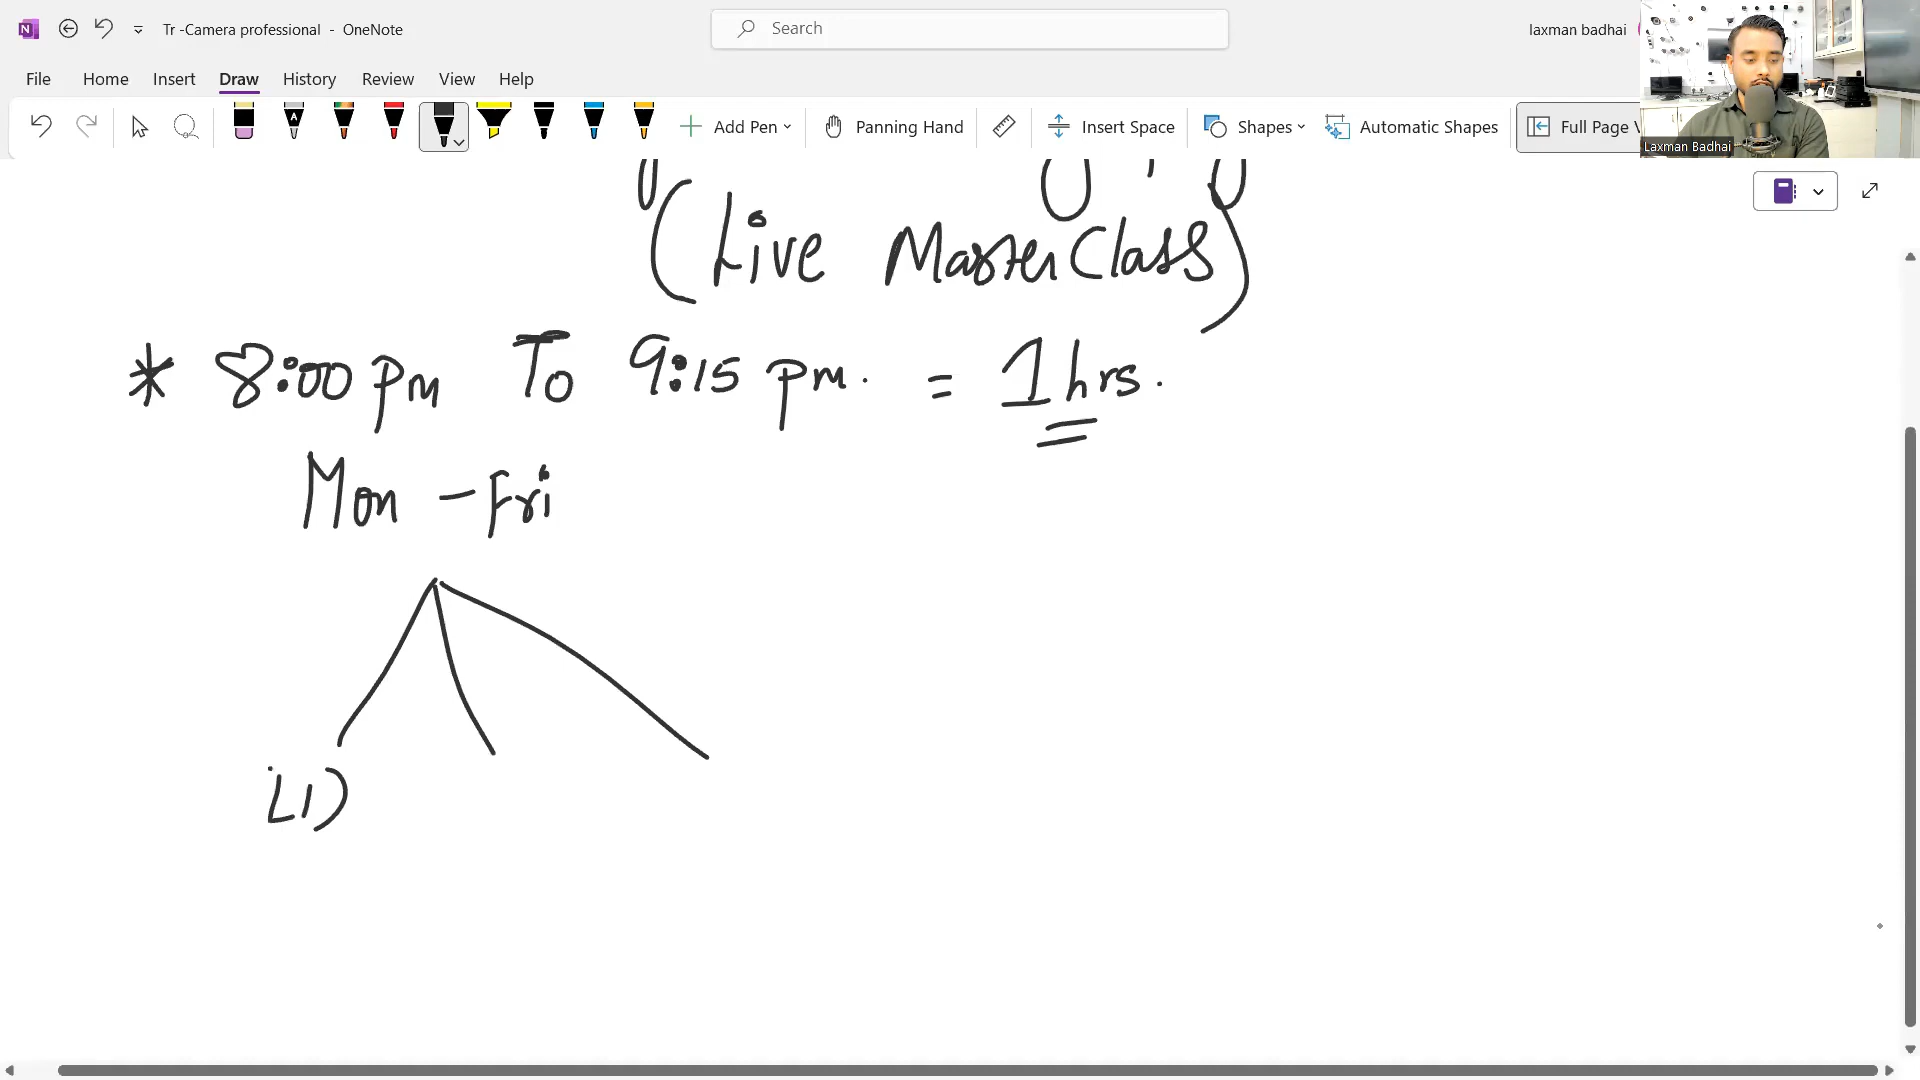 Tr -Camera professional - OneNote
Search
laxman badhai
File Home Insert Draw History Review View Help
Add Pen Panning Hand Insert Space Shapes Automatic Shapes Full Page V
Laxman Badhai
(Live MasterClass)
* 8:00 pm To 9:15 pm. = 1 hrs.
Mon - Fri